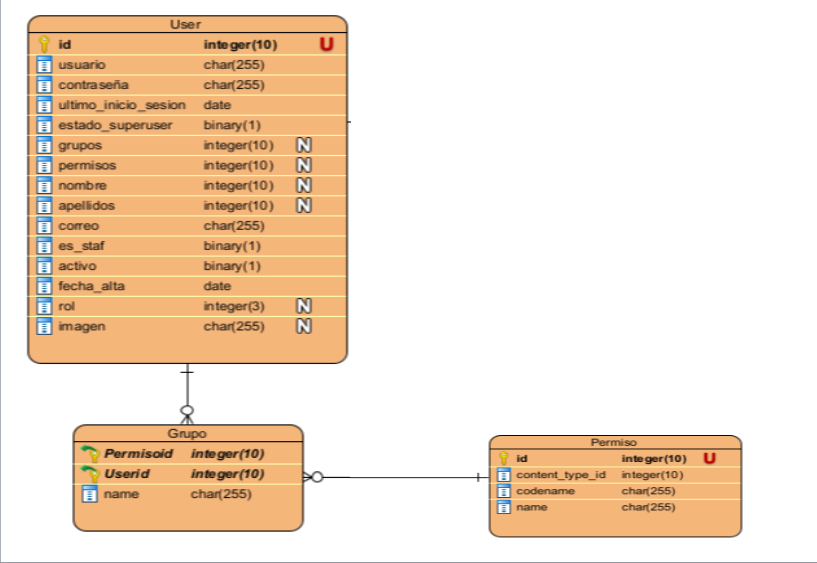 User
id integer(10) U
usuario char(255)
contraseña char(255)
ultimo_inicio_sesion date
estado_superuser binary(1)
grupos integer(10) N
permisos integer(10) N
nombre integer(10) N
apellidos integer(10) N
correo char(255)
es_staf binary(1)
activo binary(1)
fecha_alta date
rol integer(3) N
imagen char(255) N
Grupo
Permisoid integer(10)
Userid integer(10)
name char(255)
Permiso
id integer(10) U
content_type_id integer(10)
codename char(255)
name char(255)